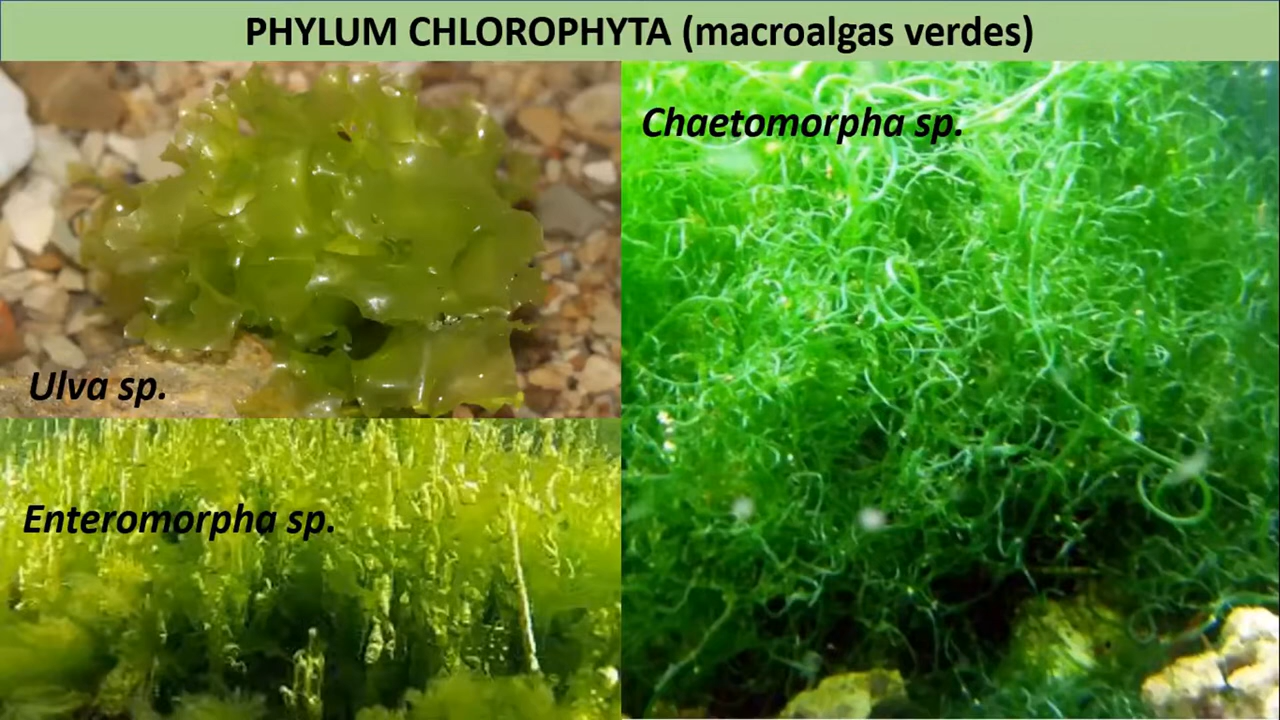 PHYLUM CHLOROPHYTA (macroalgas verdes)
Ulva sp.
Enteromorpha sp.
Chaetomorpha sp.